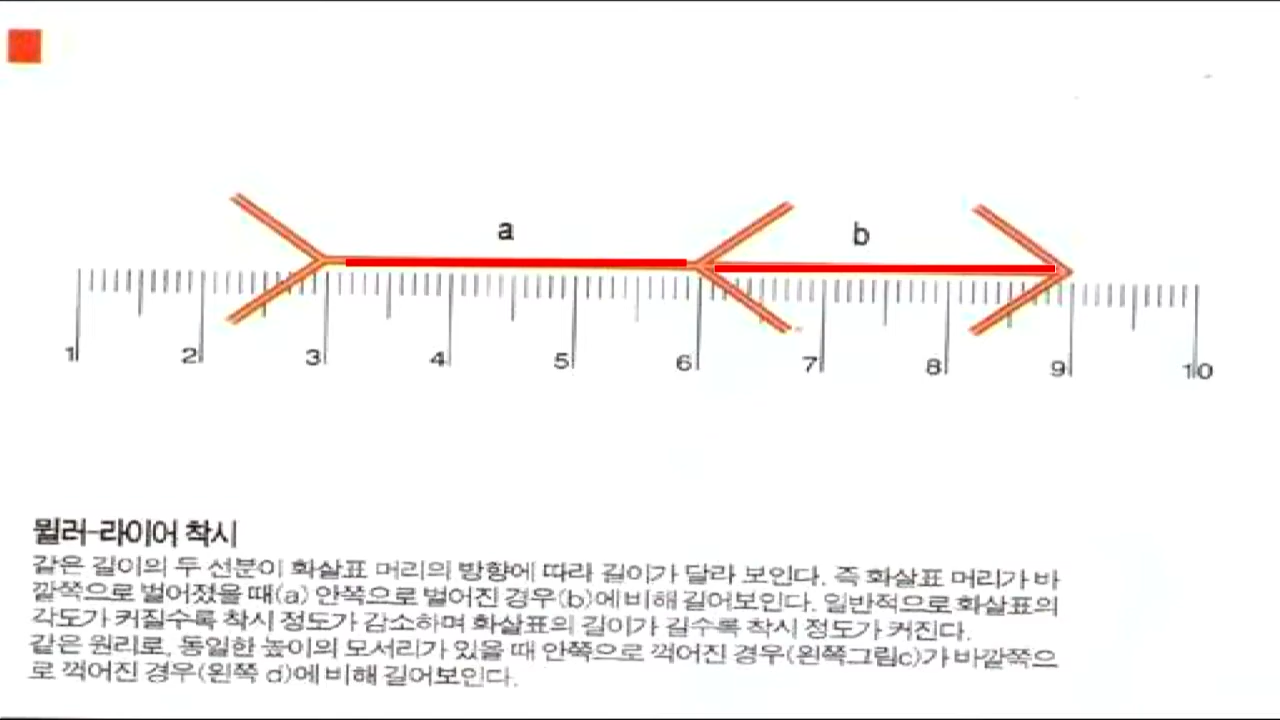 a
b
1 2 3 4 5 6 7 8 9 10
뮐러-라이어 착시
같은 길이의 두 선분이 화살표 머리의 방향에 따라 길이가 달라 보인다. 즉 화살표 머리가 바
깥쪽으로 벌어졌을 때(a) 안쪽으로 벌어진 경우(b)에 비해 길어보인다. 일반적으로 화살표의
각도가 커질수록 착시 정도가 감소하며 화살표의 길이가 길수록 착시 정도가 커진다.
같은 원리로, 동일한 높이의 모서리가 있을 때 안쪽으로 꺽어진 경우(왼쪽그림c)가 바깥쪽으
로 꺽어진 경우(왼쪽 d)에 비해 길어보인다.